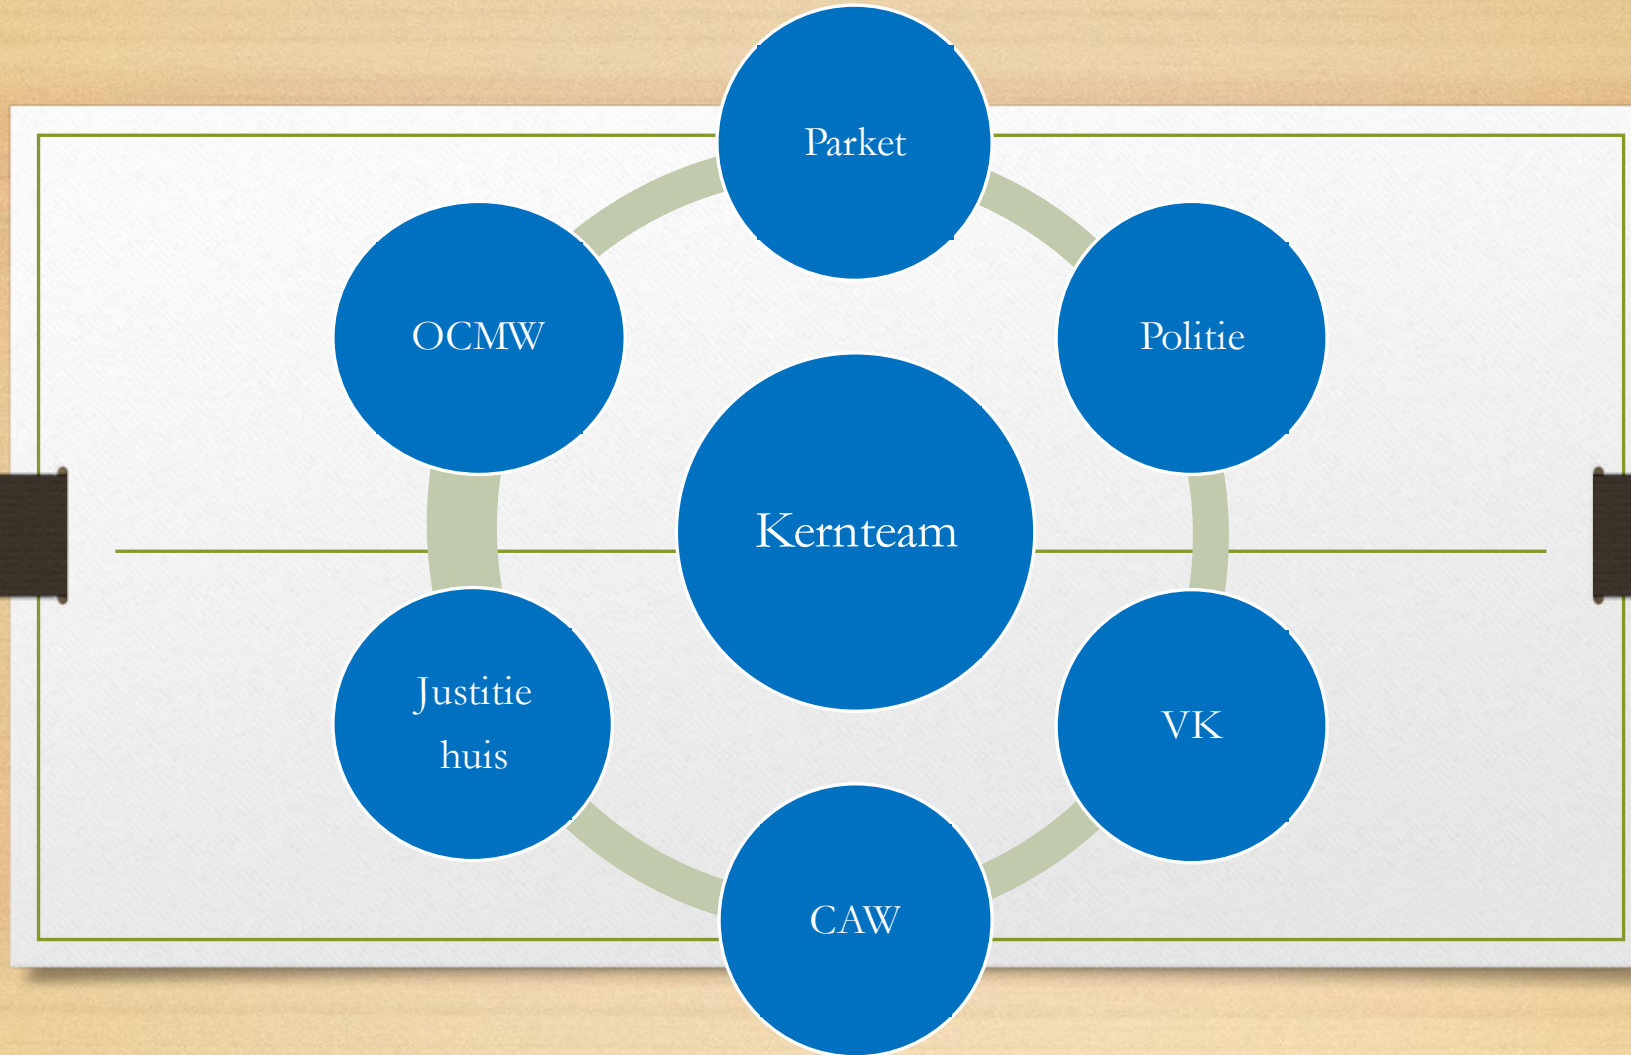 Parket
OCMW
Politie
Kernteam
Justitie
huis
VK
CAW